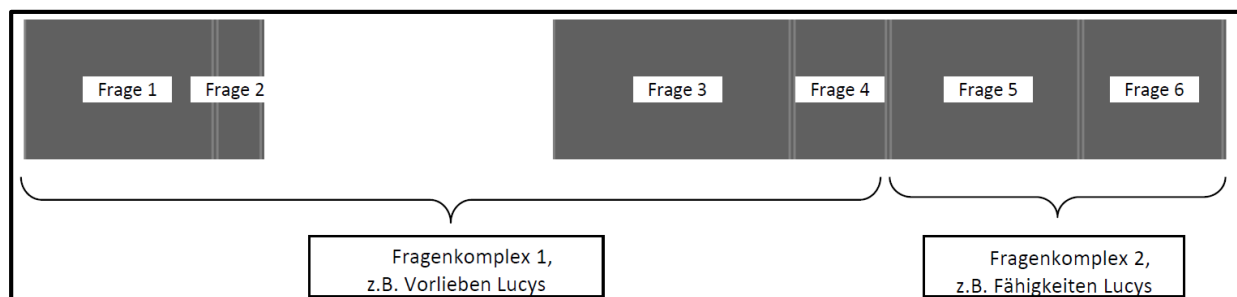 Frage 1
Frage 2
Frage 3
Frage 4
Frage 5
Frage 6
Fragenkomplex 1,
z.B. Vorlieben Lucys
Fragenkomplex 2,
z.B. Fähigkeiten Lucys